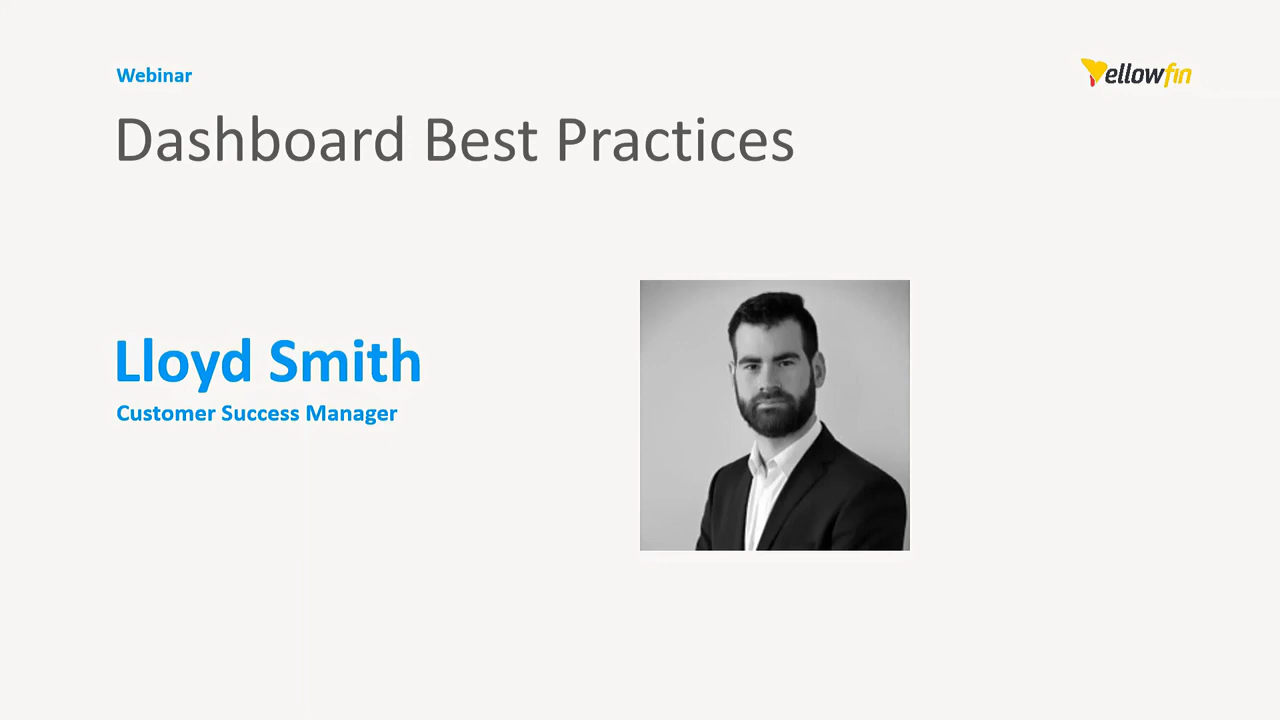 Webinar
Yellowfin
Dashboard Best Practices
Lloyd Smith
Customer Success Manager